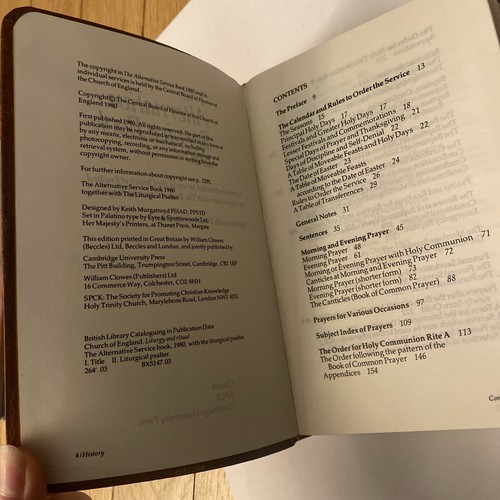 The copyright in The Alternative Service Book 1980 and in
individual services is held by the Central Board of Finance of
the Church of England.
Copyright © The Central Board of Finance of the Church of
England 1980
First published 1980. All rights reserved. No part of this
publication may be reproduced or transmitted in any form or
by any means, electronic or mechanical, including
photocopying, recording, or any information storage and
retrieval system, without permission in writing from the
copyright owner.
For further information about copyright see p. 1291.
The Alternative Service Book 1980
together with The Liturgical Psalter.
Designed by Keith Murgatroyd FSIAD, PPSTD
Set in Palatino type by Eyre & Spottiswoode Ltd,
Her Majesty's Printers, at Thanet Press, Margate
This edition printed in Great Britain by William Clowes
(Beccles) Ltd, Beccles and London, and jointly published by
Cambridge University Press
The Pitt Building, Trumpington Street, Cambridge, CB2 1RP
William Clowes (Publishers) Ltd
16 Commerce Way, Colchester, CO2 8HH
SPCK: The Society for Promoting Christian Knowledge
Holy Trinity Church, Marylebone Road, London NW1 4DU
British Library Cataloguing in Publication Data
Church of England. Liturgy and ritual
The Alternative Service book, 1980, with the liturgical psalter
I. Title II. Liturgical psalter.
264'.03 BX5147.03
4/History
CONTENTS
The Preface 9
The Calendar and Rules to Order the Service 13
The Seasons 15
Principal Holy Days 17
Festivals and Greater Holy Days 17
Lesser Festivals and Commemorations 18
Special Days of Prayer and Thanksgiving 21
Days of Discipline and Self-Denial 22
A Table of Moveable Feasts and Holy Days 22
The Date of Easter 23
A Table of Moveable Feasts
According to the Date of Easter 24
Rules to Order the Service 26
A Table of Transferences 29
General Notes 31
Sentences 35
Morning and Evening Prayer 45
Morning Prayer 48
Evening Prayer 61
Morning or Evening Prayer with Holy Communion 71
Canticles at Morning and Evening Prayer 72
Morning Prayer (shorter form) 73
Evening Prayer (shorter form) 82
The Canticles (Book of Common Prayer) 88
Prayers for Various Occasions 97
Subject Index of Prayers 109
The Order for Holy Communion Rite A 113
The Order following the pattern of the
Book of Common Prayer 146
Appendices 154